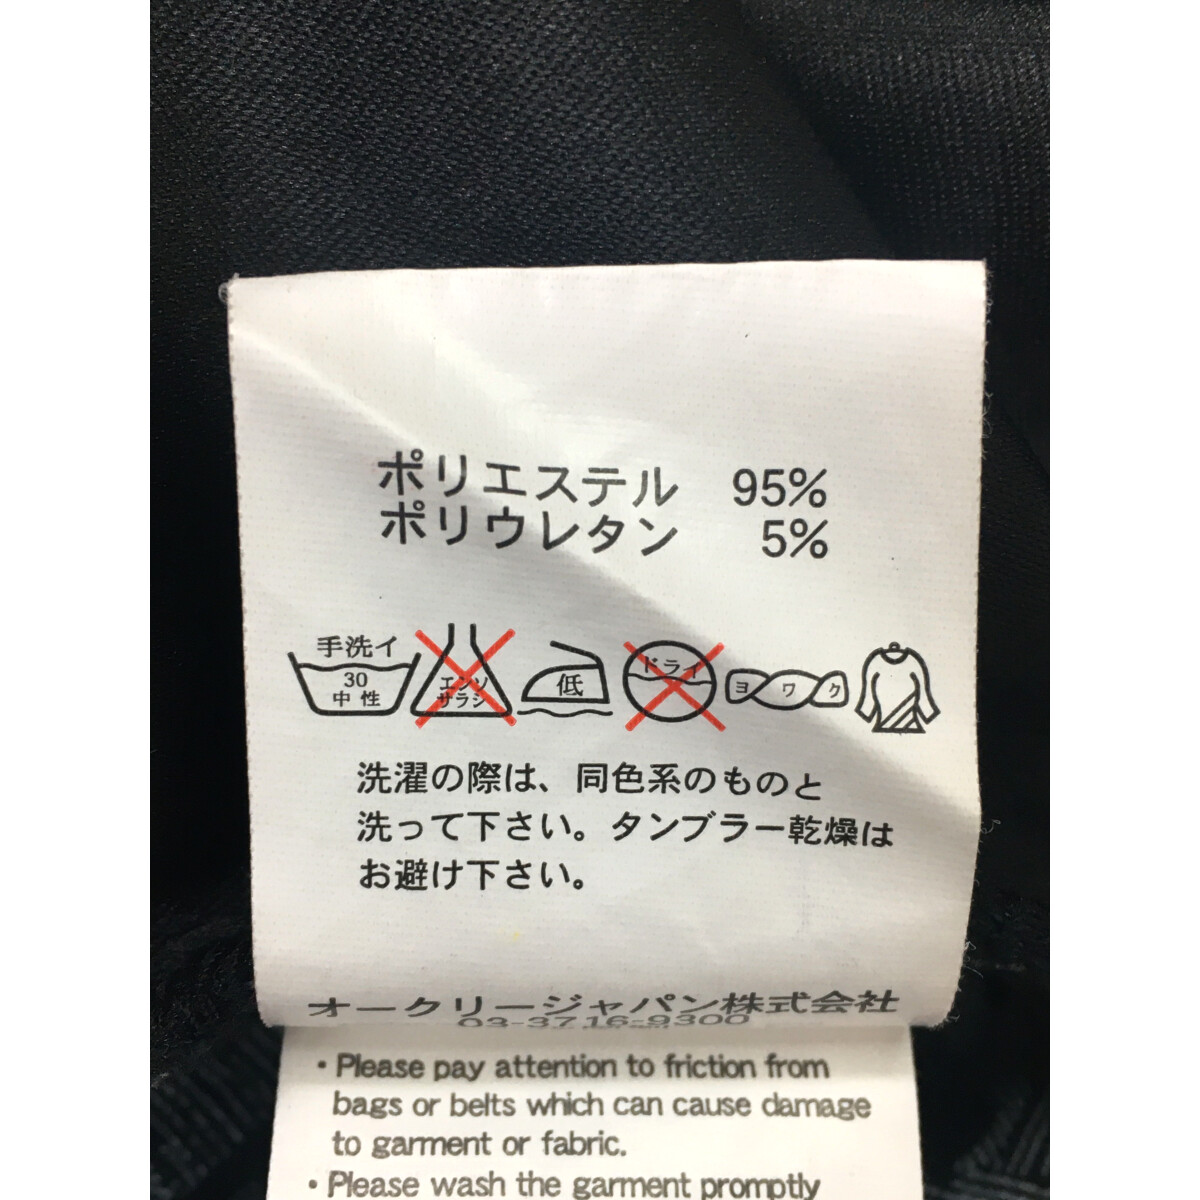 ポリエステル 95%
ポリウレタン 5%
手洗イ
30
中性
エンソ
サラシ
低
ドライ
ヨワク
洗濯の際は、同色系のものと
洗って下さい。タンブラー乾燥は
お避け下さい。
オークリージャパン株式会社
03-3716-9300
・Please pay attention to friction from
bags or belts which can cause damage
to garment or fabric.
・Please wash the garment promptly